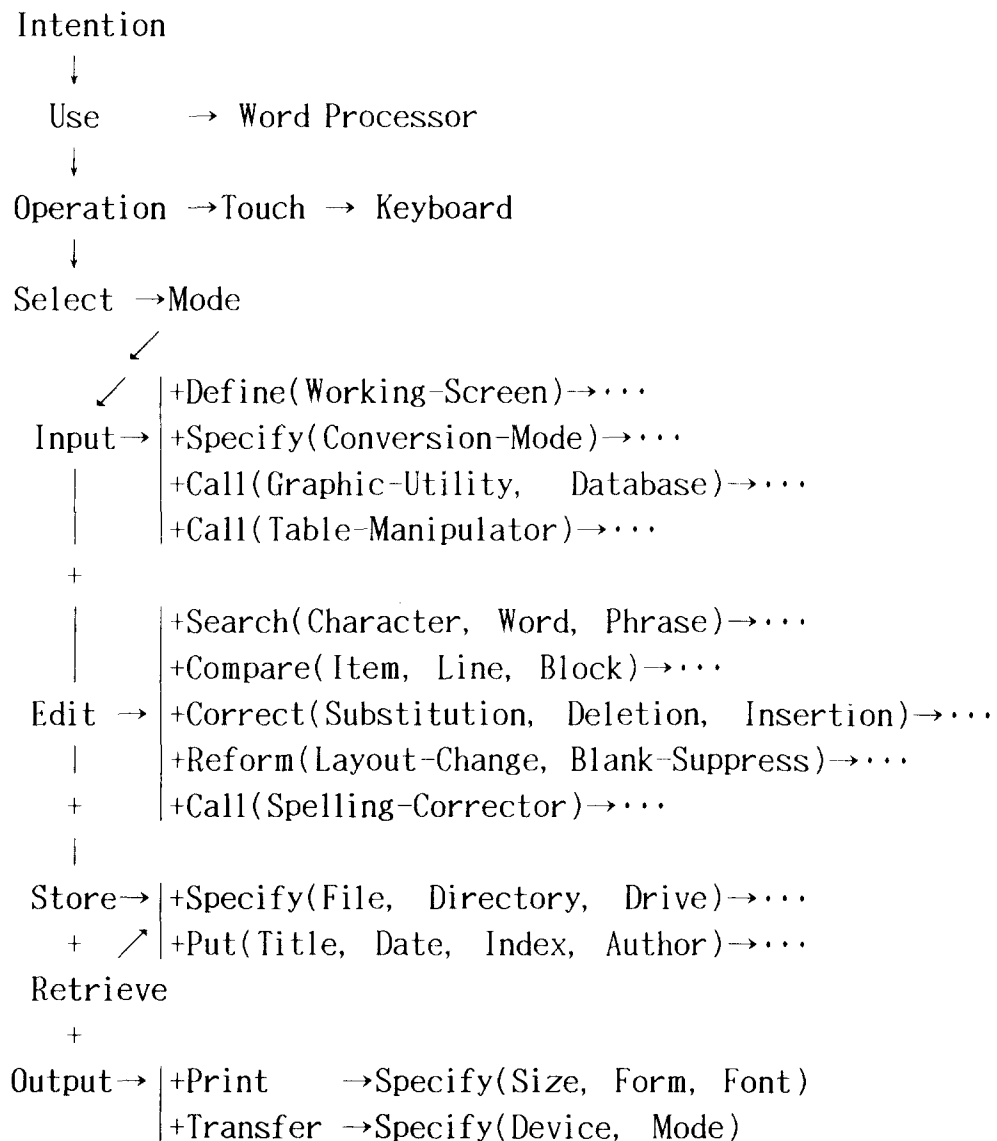 Intention
↓
Use → Word Processor
↓
Operation →Touch → Keyboard
↓
Select →Mode
↙
↙ |+Define(Working-Screen)→···
Input→ |+Specify(Conversion-Mode)→···
| |+Call(Graphic-Utility, Database)→···
| |+Call(Table-Manipulator)→···
+
| |+Search(Character, Word, Phrase)→···
| |+Compare(Item, Line, Block)→···
Edit → |+Correct(Substitution, Deletion, Insertion)→···
| |+Reform(Layout-Change, Blank-Suppress)→···
+ |+Call(Spelling-Corrector)→···
|
Store→ |+Specify(File, Directory, Drive)→···
+ ↗ |+Put(Title, Date, Index, Author)→···
Retrieve
+
Output→ |+Print →Specify(Size, Form, Font)
|+Transfer →Specify(Device, Mode)